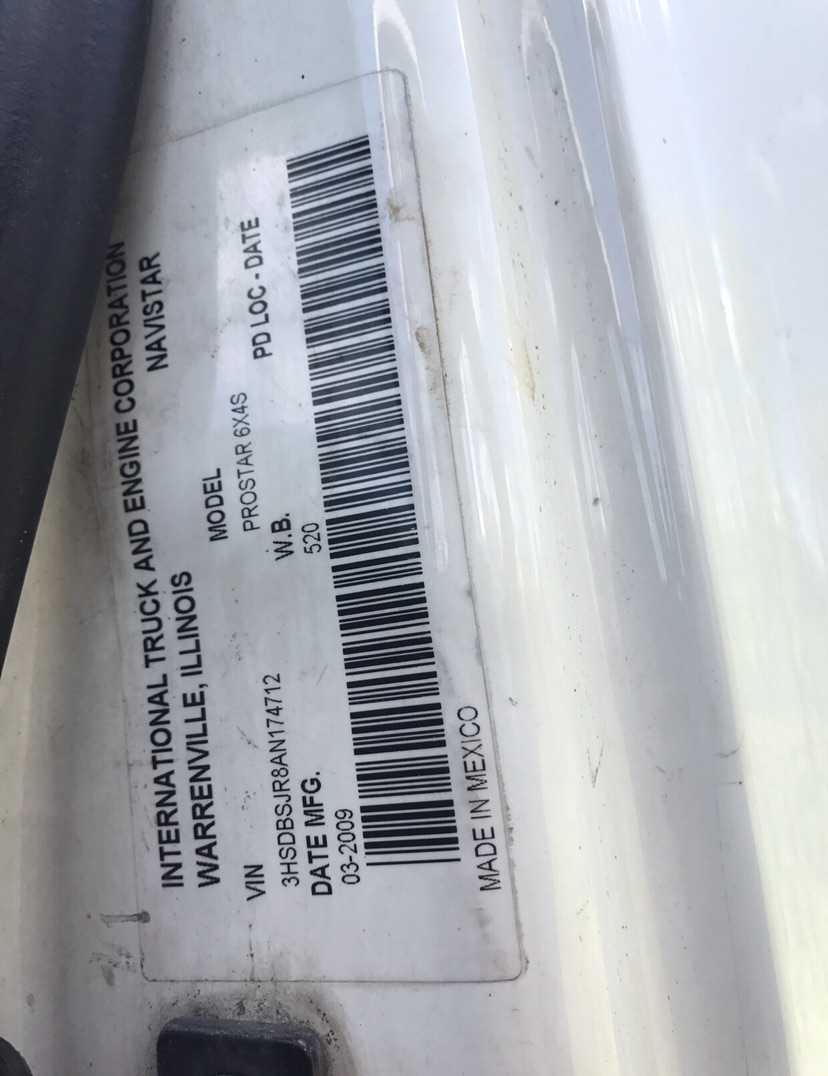 INTERNATIONAL TRUCK AND ENGINE CORPORATION
WARRENVILLE, ILLINOIS NAVISTAR
VIN MODEL
3HSDBSJR8AN174712 PROSTAR 6X4S
DATE MFG. W.B. PD LOC - DATE
03-2009 520
MADE IN MEXICO